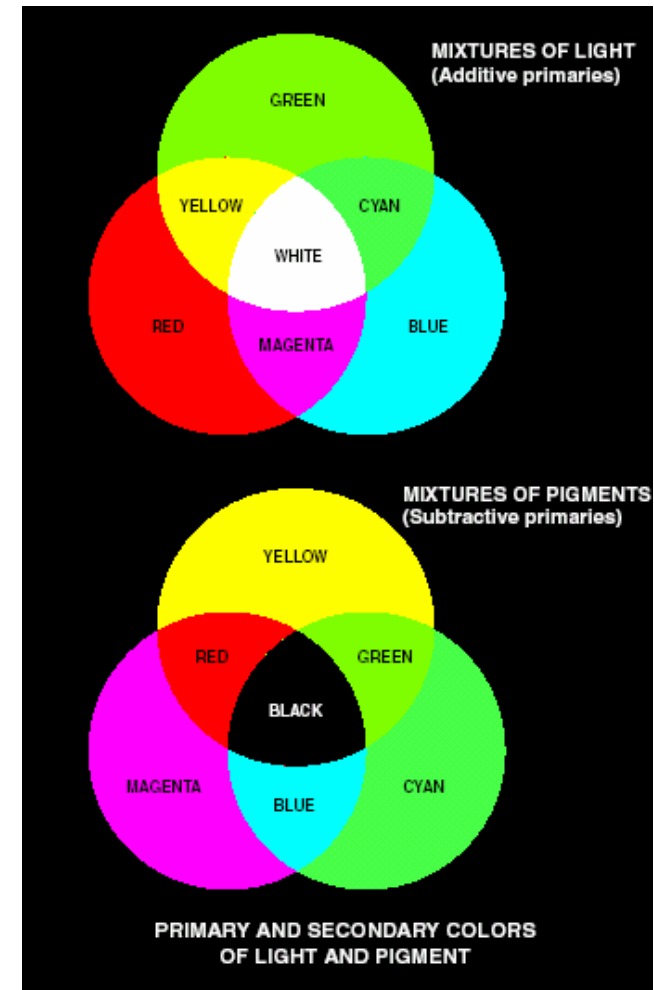 MIXTURES OF LIGHT
(Additive primaries)
GREEN
YELLOW
CYAN
WHITE
RED
BLUE
MAGENTA
MIXTURES OF PIGMENTS
(Subtractive primaries)
YELLOW
RED
GREEN
BLACK
MAGENTA
CYAN
BLUE
PRIMARY AND SECONDARY COLORS
OF LIGHT AND PIGMENT